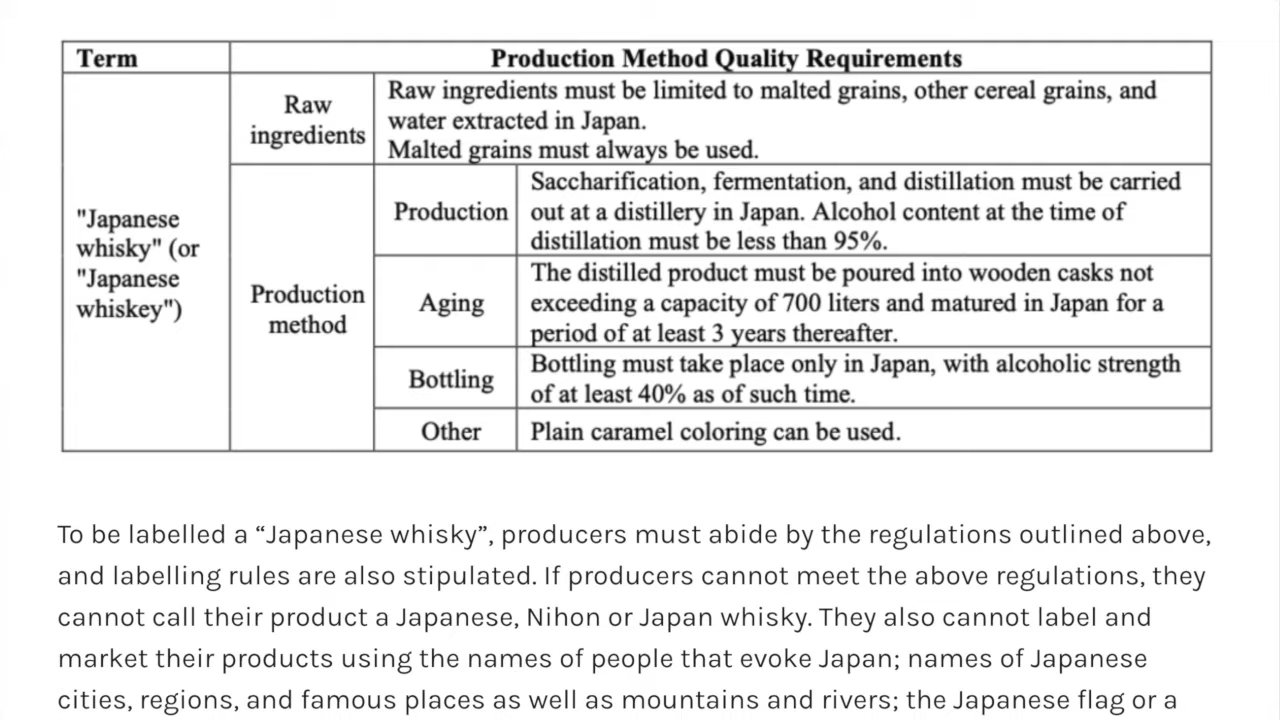 Term
Production Method Quality Requirements
"Japanese
whisky" (or
"Japanese
whiskey")
Raw
ingredients
Raw ingredients must be limited to malted grains, other cereal grains, and
water extracted in Japan.
Malted grains must always be used.
Production
method
Production
Saccharification, fermentation, and distillation must be carried
out at a distillery in Japan. Alcohol content at the time of
distillation must be less than 95%.
Aging
The distilled product must be poured into wooden casks not
exceeding a capacity of 700 liters and matured in Japan for a
period of at least 3 years thereafter.
Bottling
Bottling must take place only in Japan, with alcoholic strength
of at least 40% as of such time.
Other
Plain caramel coloring can be used.
To be labelled a “Japanese whisky”, producers must abide by the regulations outlined above,
and labelling rules are also stipulated. If producers cannot meet the above regulations, they
cannot call their product a Japanese, Nihon or Japan whisky. They also cannot label and
market their products using the names of people that evoke Japan; names of Japanese
cities, regions, and famous places as well as mountains and rivers; the Japanese flag or a